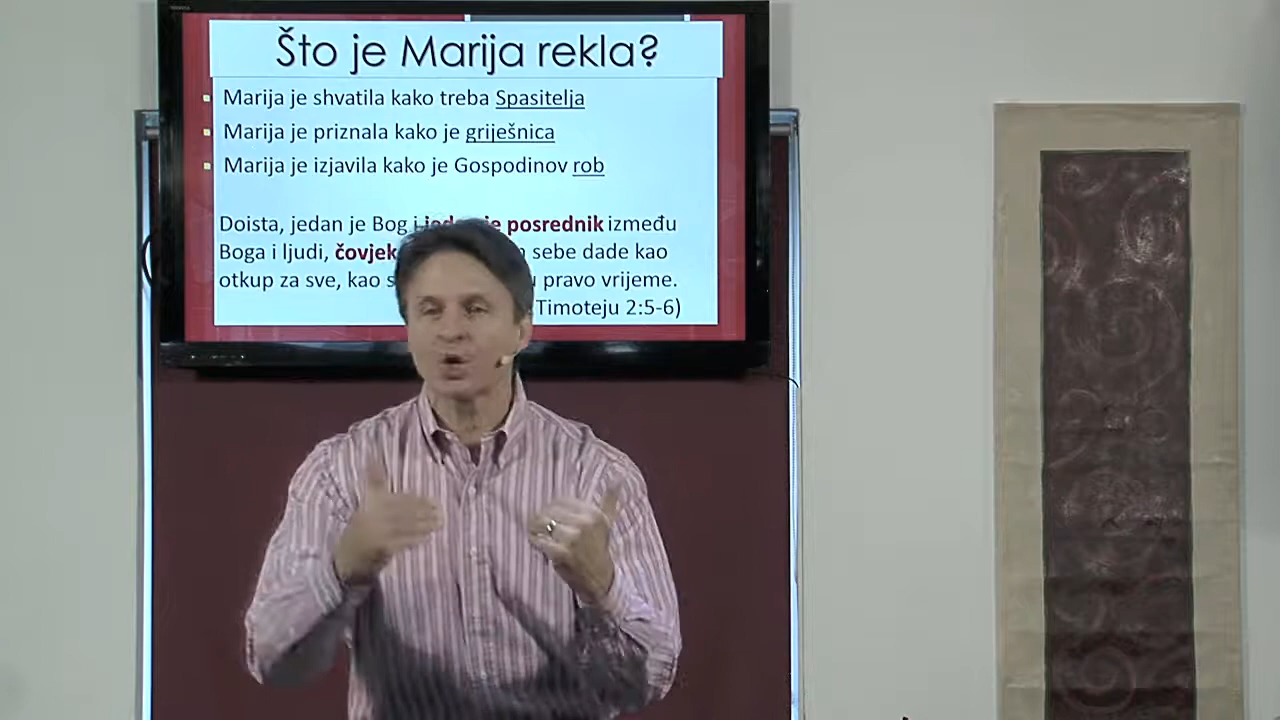 Što je Marija rekla?
Marija je shvatila kako treba Spasitelja
Marija je priznala kako je griješnica
Marija je izjavila kako je Gospodinov rob
Doista, jedan je Bog i je posrednik između
Boga i ljudi, čovjek sebe dade kao
otkup za sve, kao pravo vrijeme.
Timoteju 2:5-6)